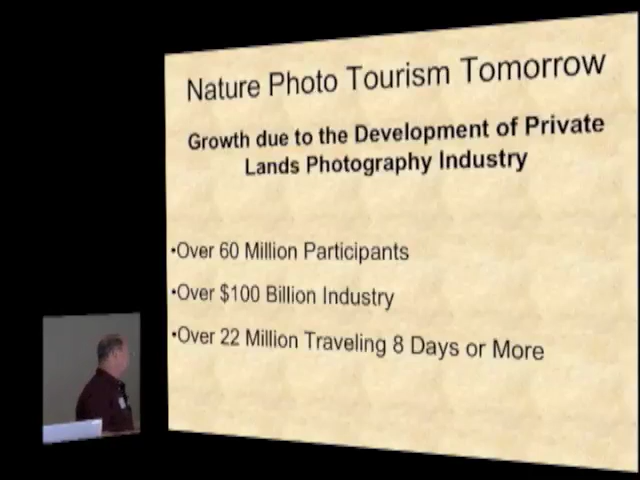 Nature Photo Tourism Tomorrow
Growth due to the Development of Private
Lands Photography Industry
•Over 60 Million Participants
•Over $100 Billion Industry
•Over 22 Million Traveling 8 Days or More